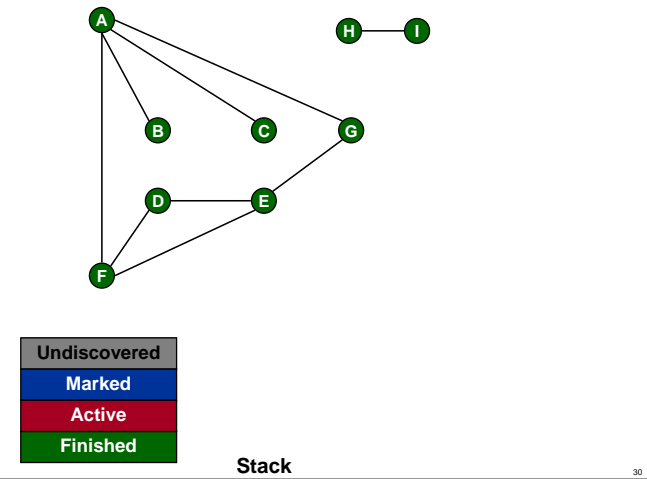 A
H I
B C G
D E
F
Undiscovered
Marked
Active
Finished
Stack
30